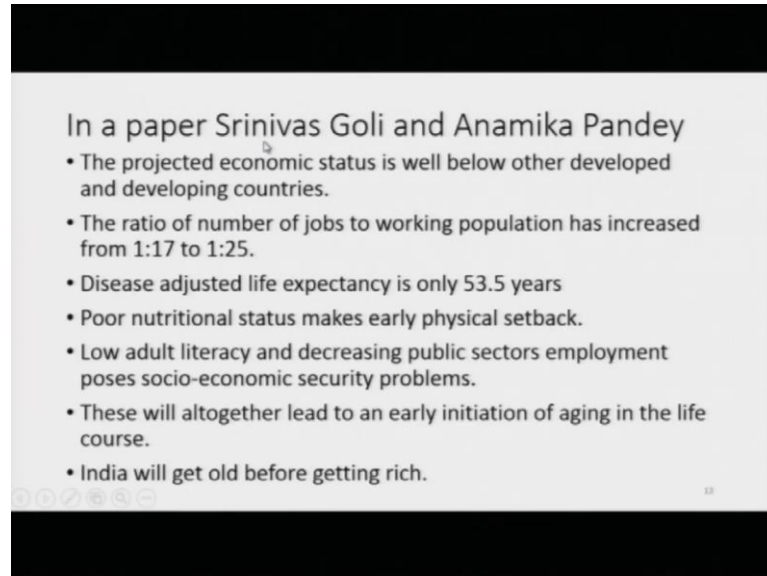 In a paper Srinivas Goli and Anamika Pandey
• The projected economic status is well below other developed
and developing countries.
• The ratio of number of jobs to working population has increased
from 1:17 to 1:25.
• Disease adjusted life expectancy is only 53.5 years
• Poor nutritional status makes early physical setback.
• Low adult literacy and decreasing public sectors employment
poses socio-economic security problems.
• These will altogether lead to an early initiation of aging in the life
course.
• India will get old before getting rich.